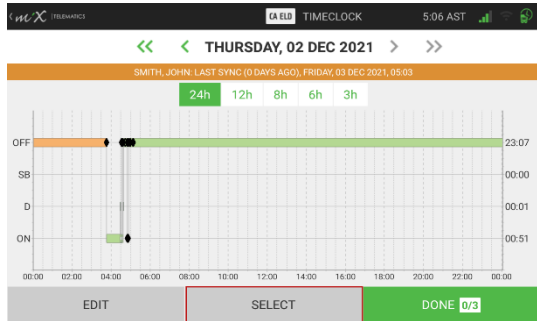 mX TELEMATICS CA ELD TIMECLOCK 5:06 AST
<< < THURSDAY, 02 DEC 2021 > >>
SMITH, JOHN: LAST SYNC (0 DAYS AGO), FRIDAY, 03 DEC 2021, 05:03
24h 12h 8h 6h 3h
OFF 23:07
SB 00:00
D 00:01
ON 00:51
00:00 02:00 04:00 06:00 08:00 10:00 12:00 14:00 16:00 18:00 20:00 22:00 00:00
EDIT SELECT DONE 0/3